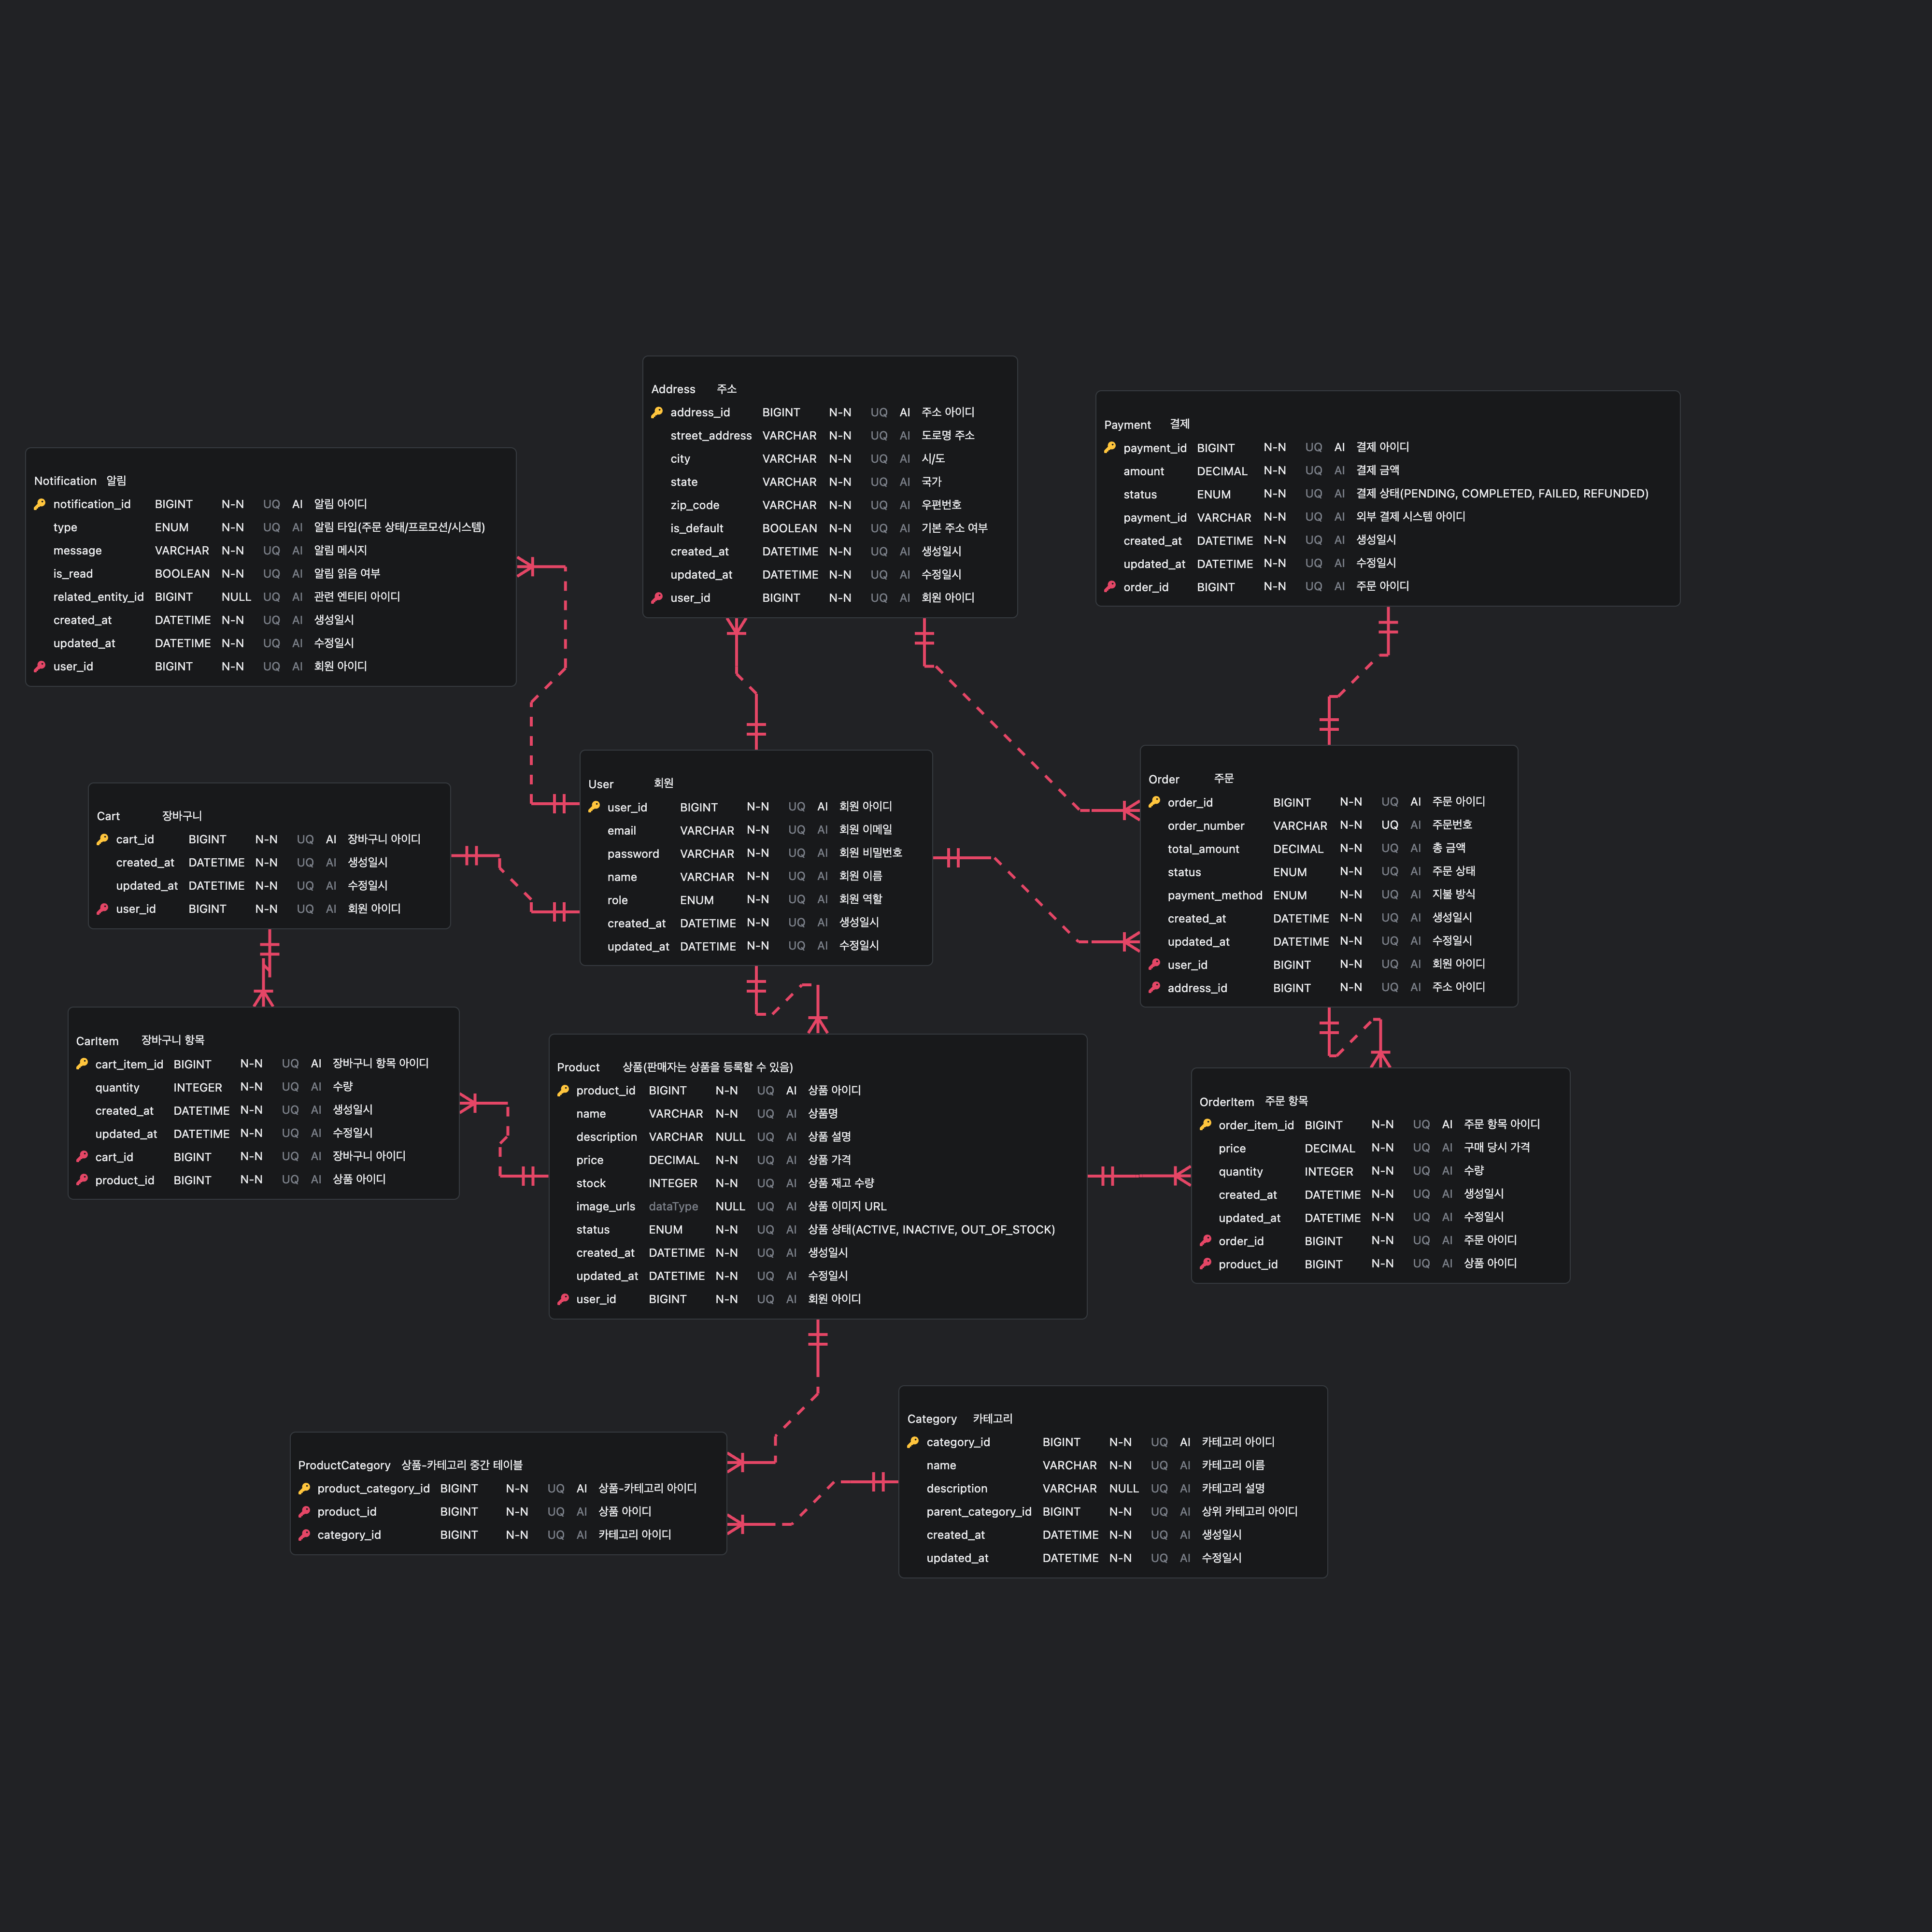 Address 주소
address_id BIGINT N-N UQ AI 주소 아이디
street_address VARCHAR N-N UQ AI 도로명 주소
city VARCHAR N-N UQ AI 시/도
state VARCHAR N-N UQ AI 국가
zip_code VARCHAR N-N UQ AI 우편번호
is_default BOOLEAN N-N UQ AI 기본 주소 여부
created_at DATETIME N-N UQ AI 생성일시
updated_at DATETIME N-N UQ AI 수정일시
user_id BIGINT N-N UQ AI 회원 아이디
Payment 결제
payment_id BIGINT N-N UQ AI 결제 아이디
amount DECIMAL N-N UQ AI 결제 금액
status ENUM N-N UQ AI 결제 상태(PENDING, COMPLETED, FAILED, REFUNDED)
payment_id VARCHAR N-N UQ AI 외부 결제 시스템 아이디
created_at DATETIME N-N UQ AI 생성일시
updated_at DATETIME N-N UQ AI 수정일시
order_id BIGINT N-N UQ AI 주문 아이디
Notification 알림
notification_id BIGINT N-N UQ AI 알림 아이디
type ENUM N-N UQ AI 알림 타입(주문 상태/프로모션/시스템)
message VARCHAR N-N UQ AI 알림 메시지
is_read BOOLEAN N-N UQ AI 알림 읽음 여부
related_entity_id BIGINT NULL UQ AI 관련 엔티티 아이디
created_at DATETIME N-N UQ AI 생성일시
updated_at DATETIME N-N UQ AI 수정일시
user_id BIGINT N-N UQ AI 회원 아이디
User 회원
user_id BIGINT N-N UQ AI 회원 아이디
email VARCHAR N-N UQ AI 회원 이메일
password VARCHAR N-N UQ AI 회원 비밀번호
name VARCHAR N-N UQ AI 회원 이름
role ENUM N-N UQ AI 회원 역할
created_at DATETIME N-N UQ AI 생성일시
updated_at DATETIME N-N UQ AI 수정일시
Order 주문
order_id BIGINT N-N UQ AI 주문 아이디
order_number VARCHAR N-N UQ AI 주문번호
total_amount DECIMAL N-N UQ AI 총 금액
status ENUM N-N UQ AI 주문 상태
payment_method ENUM N-N UQ AI 지불 방식
created_at DATETIME N-N UQ AI 생성일시
updated_at DATETIME N-N UQ AI 수정일시
user_id BIGINT N-N UQ AI 회원 아이디
address_id BIGINT N-N UQ AI 주소 아이디
Cart 장바구니
cart_id BIGINT N-N UQ AI 장바구니 아이디
created_at DATETIME N-N UQ AI 생성일시
updated_at DATETIME N-N UQ AI 수정일시
user_id BIGINT N-N UQ AI 회원 아이디
CarItem 장바구니 항목
cart_item_id BIGINT N-N UQ AI 장바구니 항목 아이디
quantity INTEGER N-N UQ AI 수량
created_at DATETIME N-N UQ AI 생성일시
updated_at DATETIME N-N UQ AI 수정일시
cart_id BIGINT N-N UQ AI 장바구니 아이디
product_id BIGINT N-N UQ AI 상품 아이디
Product 상품(판매자는 상품을 등록할 수 있음)
product_id BIGINT N-N UQ AI 상품 아이디
name VARCHAR N-N UQ AI 상품명
description VARCHAR NULL UQ AI 상품 설명
price DECIMAL N-N UQ AI 상품 가격
stock INTEGER N-N UQ AI 상품 재고 수량
image_urls dataType NULL UQ AI 상품 이미지 URL
status ENUM N-N UQ AI 상품 상태(ACTIVE, INACTIVE, OUT_OF_STOCK)
created_at DATETIME N-N UQ AI 생성일시
updated_at DATETIME N-N UQ AI 수정일시
user_id BIGINT N-N UQ AI 회원 아이디
OrderItem 주문 항목
order_item_id BIGINT N-N UQ AI 주문 항목 아이디
price DECIMAL N-N UQ AI 구매 당시 가격
quantity INTEGER N-N UQ AI 수량
created_at DATETIME N-N UQ AI 생성일시
updated_at DATETIME N-N UQ AI 수정일시
order_id BIGINT N-N UQ AI 주문 아이디
product_id BIGINT N-N UQ AI 상품 아이디
ProductCategory 상품-카테고리 중간 테이블
product_category_id BIGINT N-N UQ AI 상품-카테고리 아이디
product_id BIGINT N-N UQ AI 상품 아이디
category_id BIGINT N-N UQ AI 카테고리 아이디
Category 카테고리
category_id BIGINT N-N UQ AI 카테고리 아이디
name VARCHAR N-N UQ AI 카테고리 이름
description VARCHAR NULL UQ AI 카테고리 설명
parent_category_id BIGINT N-N UQ AI 상위 카테고리 아이디
created_at DATETIME N-N UQ AI 생성일시
updated_at DATETIME N-N UQ AI 수정일시